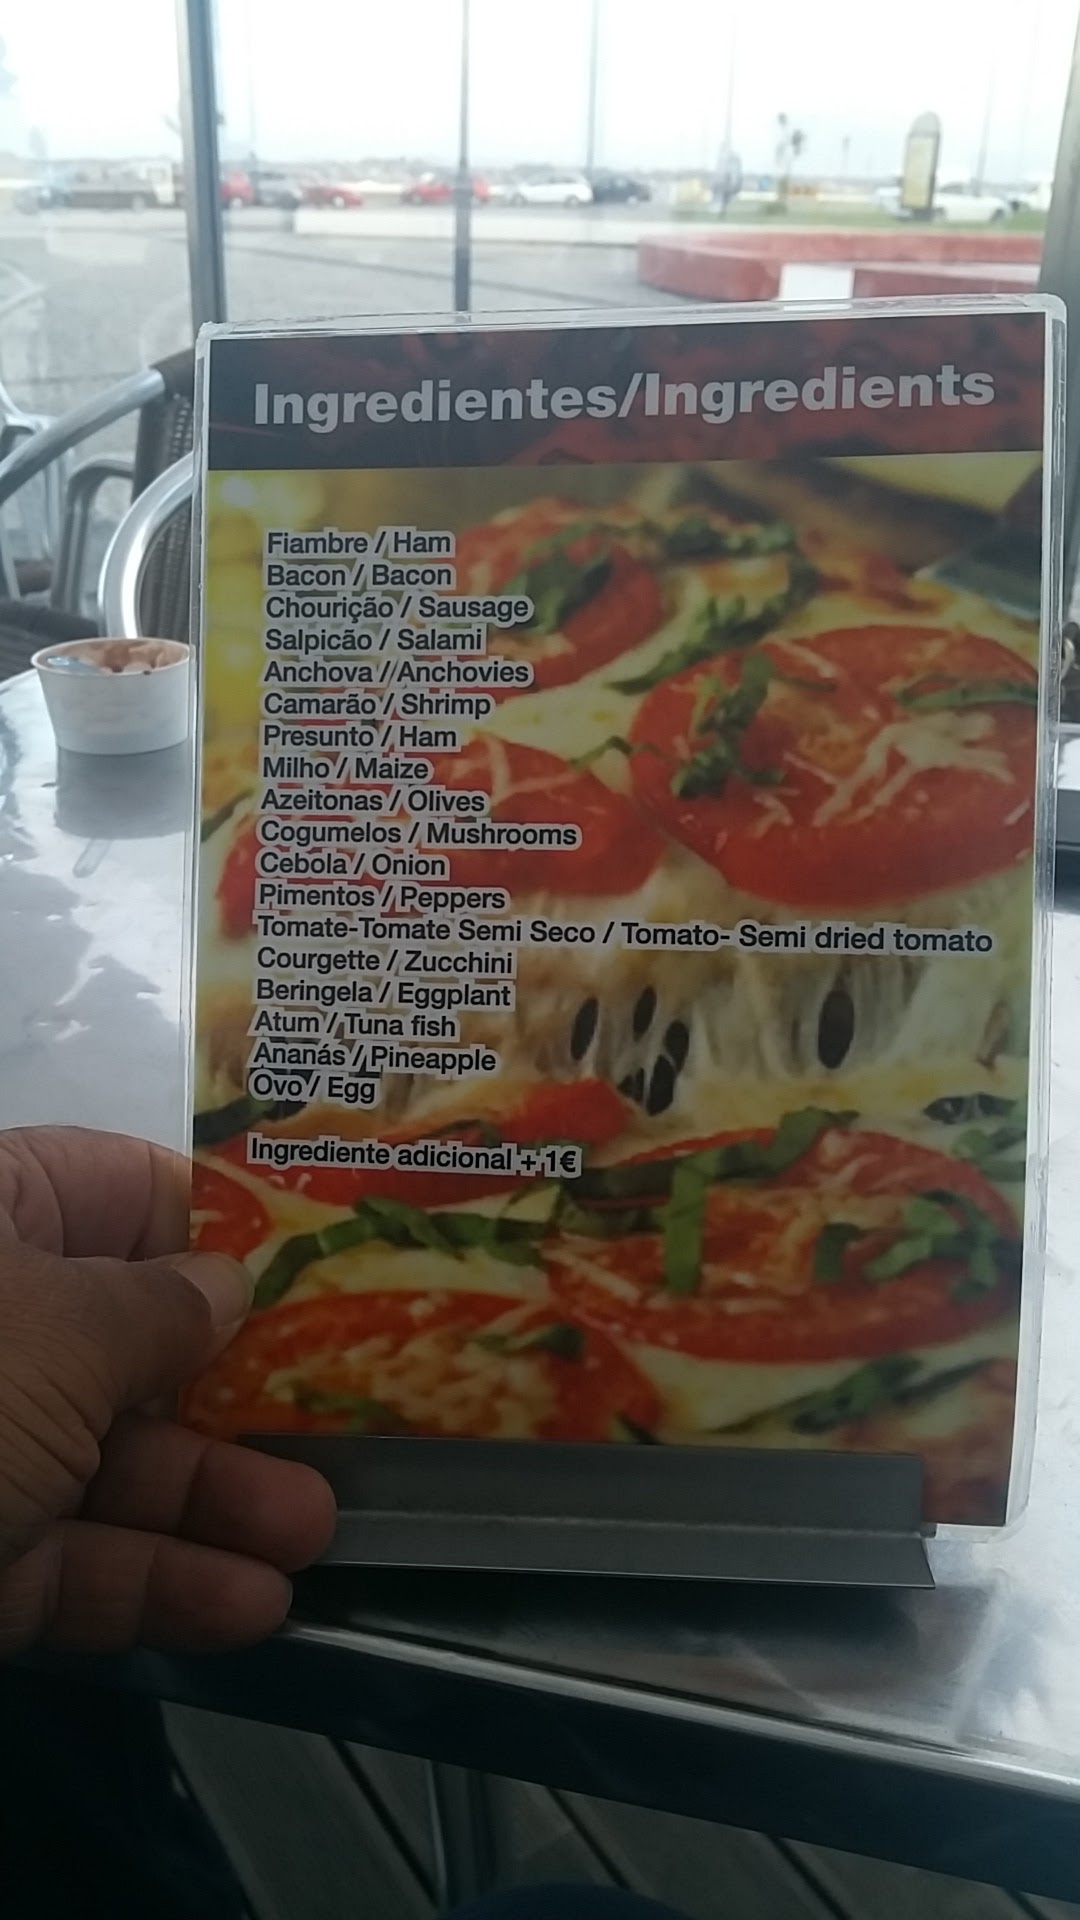 Ingredientes/Ingredients
Fiambre / Ham
Bacon / Bacon
Chourição / Sausage
Salpicão / Salami
Anchova / Anchovies
Camarão / Shrimp
Presunto / Ham
Milho / Maize
Azeitonas / Olives
Cogumelos / Mushrooms
Cebola / Onion
Pimentos / Peppers
Tomate-Tomate Semi Seco / Tomato- Semi dried tomato
Courgette / Zucchini
Beringela / Eggplant
Atum / Tuna fish
Ananás / Pineapple
Ovo / Egg
Ingrediente adicional + 1€